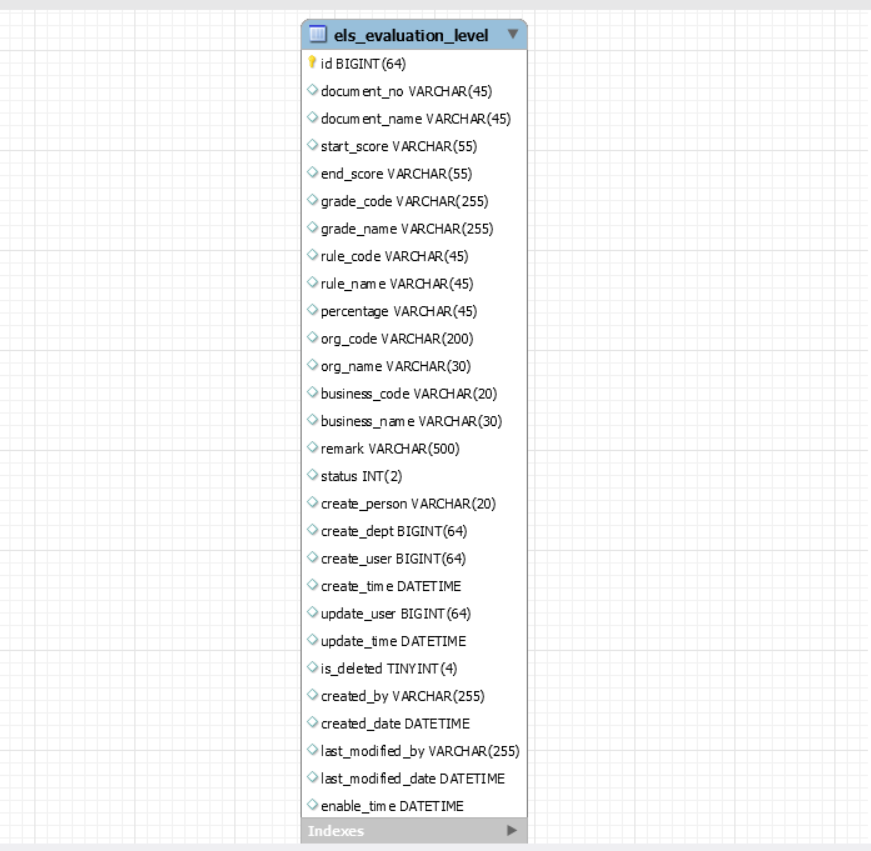 els_evaluation_level
id BIGINT(64)
document_no VARCHAR(45)
document_name VARCHAR(45)
start_score VARCHAR(55)
end_score VARCHAR(55)
grade_code VARCHAR(255)
grade_name VARCHAR(255)
rule_code VARCHAR(45)
rule_name VARCHAR(45)
percentage VARCHAR(45)
org_code VARCHAR(200)
org_name VARCHAR(30)
business_code VARCHAR(20)
business_name VARCHAR(30)
remark VARCHAR(500)
status INT(2)
create_person VARCHAR(20)
create_dept BIGINT(64)
create_user BIGINT(64)
create_time DATETIME
update_user BIGINT(64)
update_time DATETIME
is_deleted TINYINT(4)
created_by VARCHAR(255)
created_date DATETIME
last_modified_by VARCHAR(255)
last_modified_date DATETIME
enable_time DATETIME
Indexes